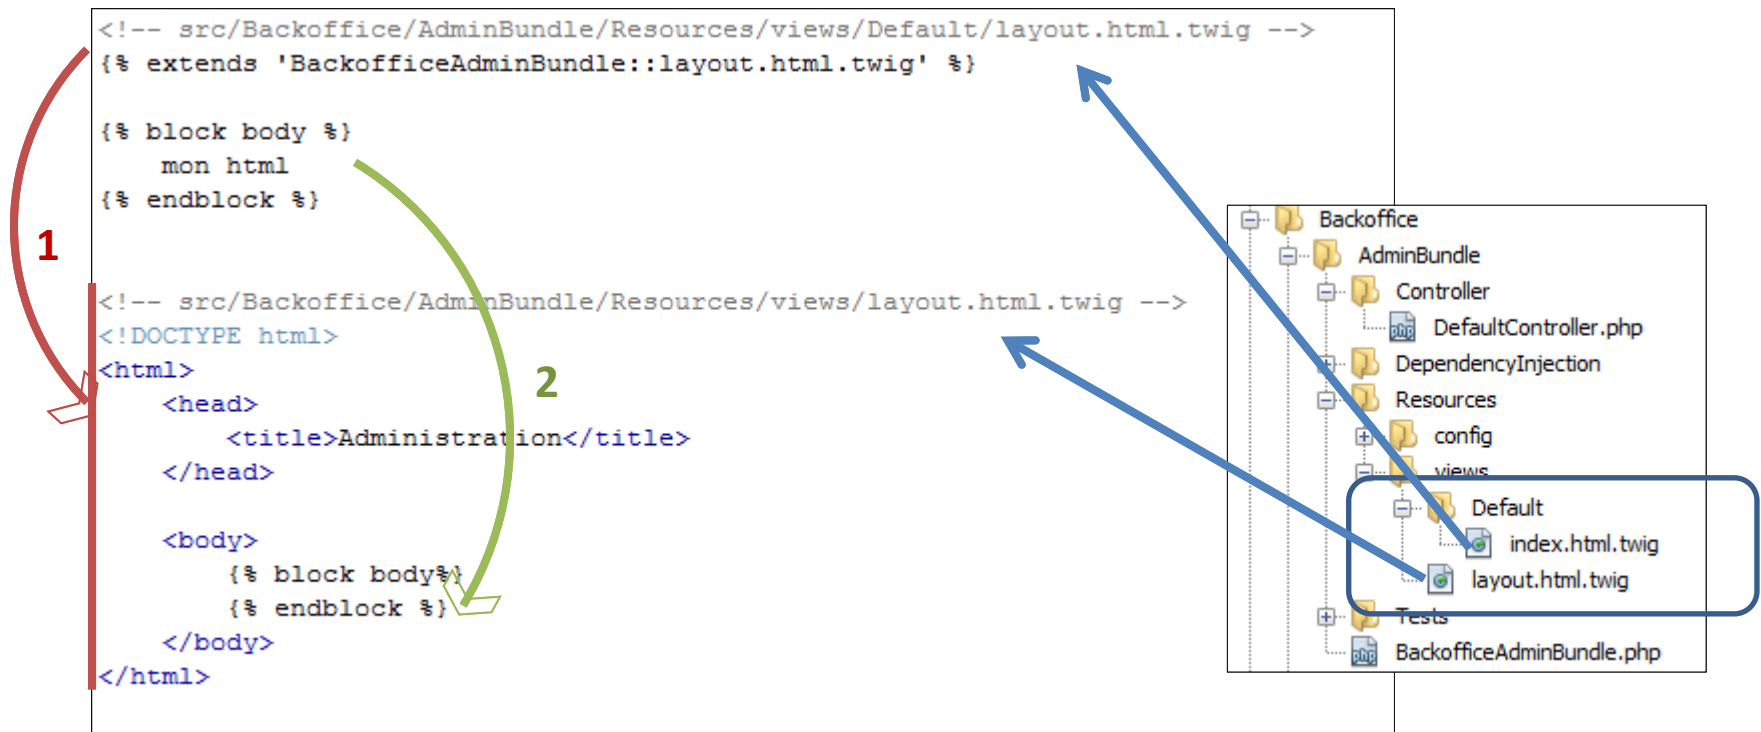 <!-- src/Backoffice/AdminBundle/Resources/views/Default/layout.html.twig -->
{% extends 'BackofficeAdminBundle::layout.html.twig' %}
{% block body %}
mon html
{% endblock %}
1
<!-- src/Backoffice/AdminBundle/Resources/views/layout.html.twig -->
<!DOCTYPE html>
<html>
<head>
<title>Administration</title>
</head>
2
<body>
{% block body%}
{% endblock %}
</body>
</html>
Backoffice
AdminBundle
Controller
DefaultController.php
DependencyInjection
Resources
config
views
Default
index.html.twig
layout.html.twig
Tests
BackofficeAdminBundle.php